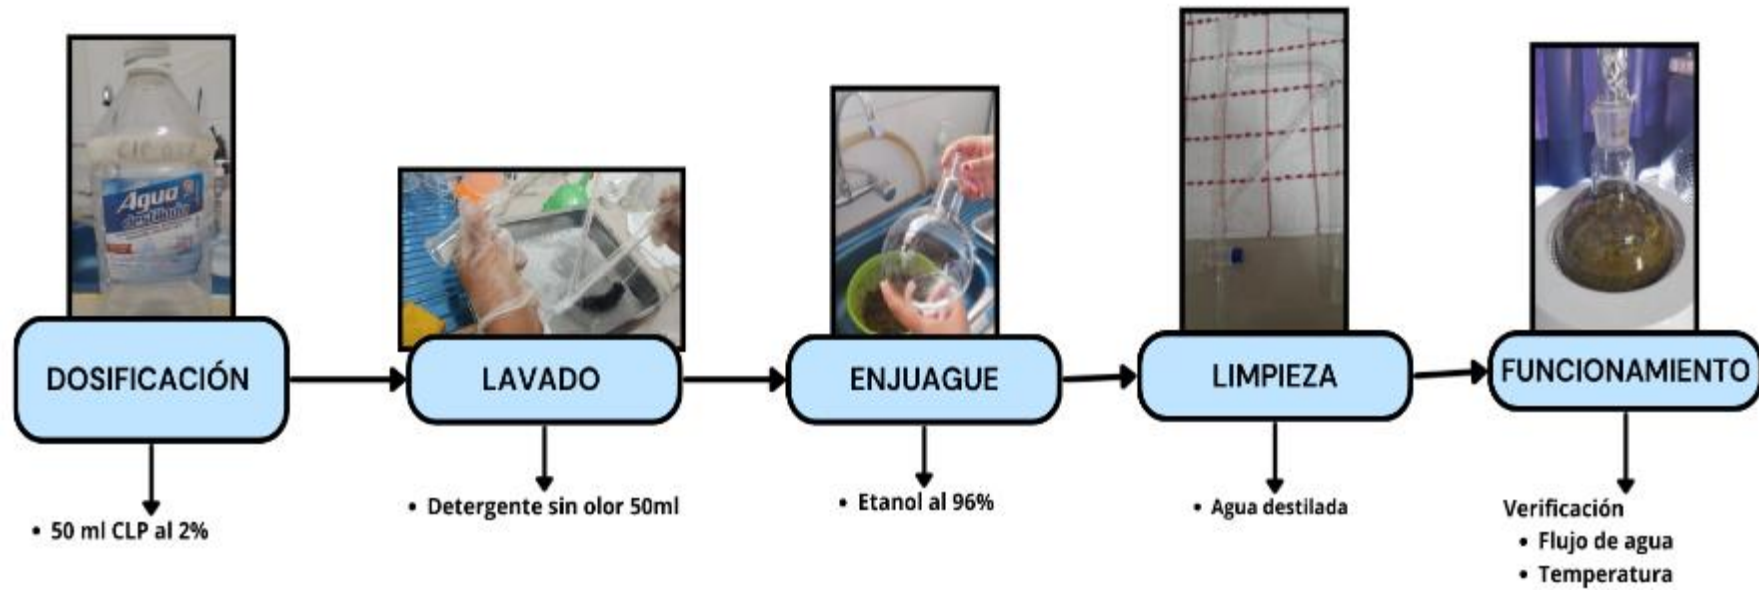 Agua
destilada
DOSIFICACIÓN
LAVADO
ENJUAGUE
LIMPIEZA
FUNCIONAMIENTO
• 50 ml CLP al 2%
• Detergente sin olor 50ml
• Etanol al 96%
• Agua destilada
Verificación
• Flujo de agua
• Temperatura